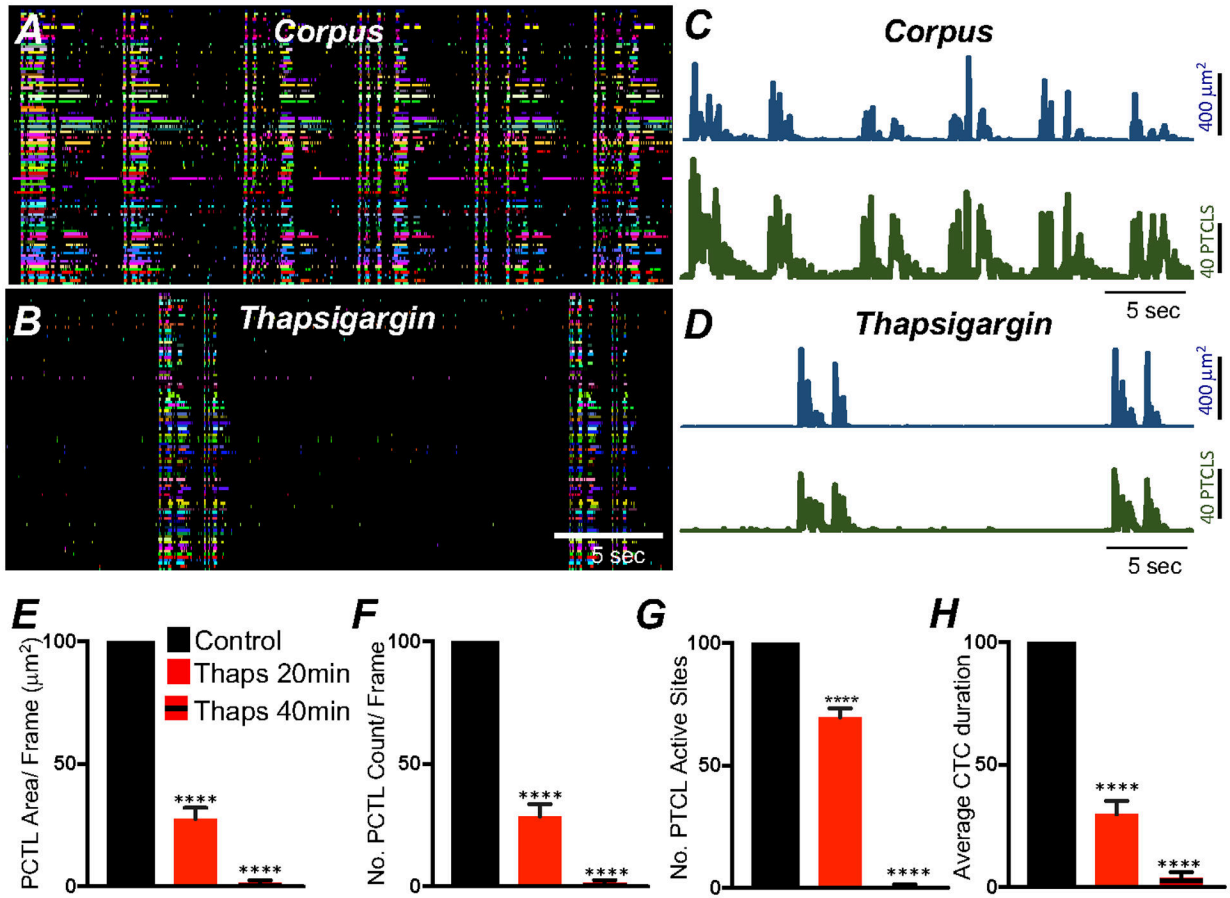 A
Corpus
C
Corpus
400 μm²
40 PTCLS
5 sec
B
Thapsigargin
5 sec
D
Thapsigargin
400 μm²
40 PTCLS
5 sec
E
PCTL Area/ Frame (μm²)
100
50
0
Control
Thaps 20min
Thaps 40min
****
****
F
No. PCTL Count/ Frame
100
50
0
****
****
G
No. PTCL Active Sites
100
50
0
****
****
H
Average CTC duration
100
50
0
****
****